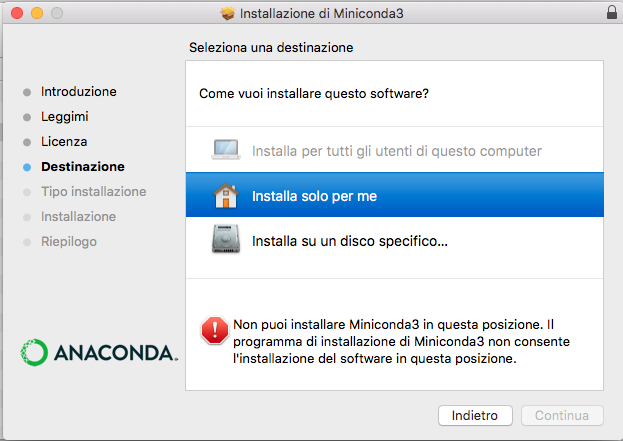 Installazione di Miniconda3
Seleziona una destinazione
Introduzione
Leggimi
Licenza
Destinazione
Tipo installazione
Installazione
Riepilogo
Come vuoi installare questo software?
Installa per tutti gli utenti di questo computer
Installa solo per me
Installa su un disco specifico...
Non puoi installare Miniconda3 in questa posizione. Il
programma di installazione di Miniconda3 non consente
l'installazione del software in questa posizione.
ANACONDA.
Indietro
Continua